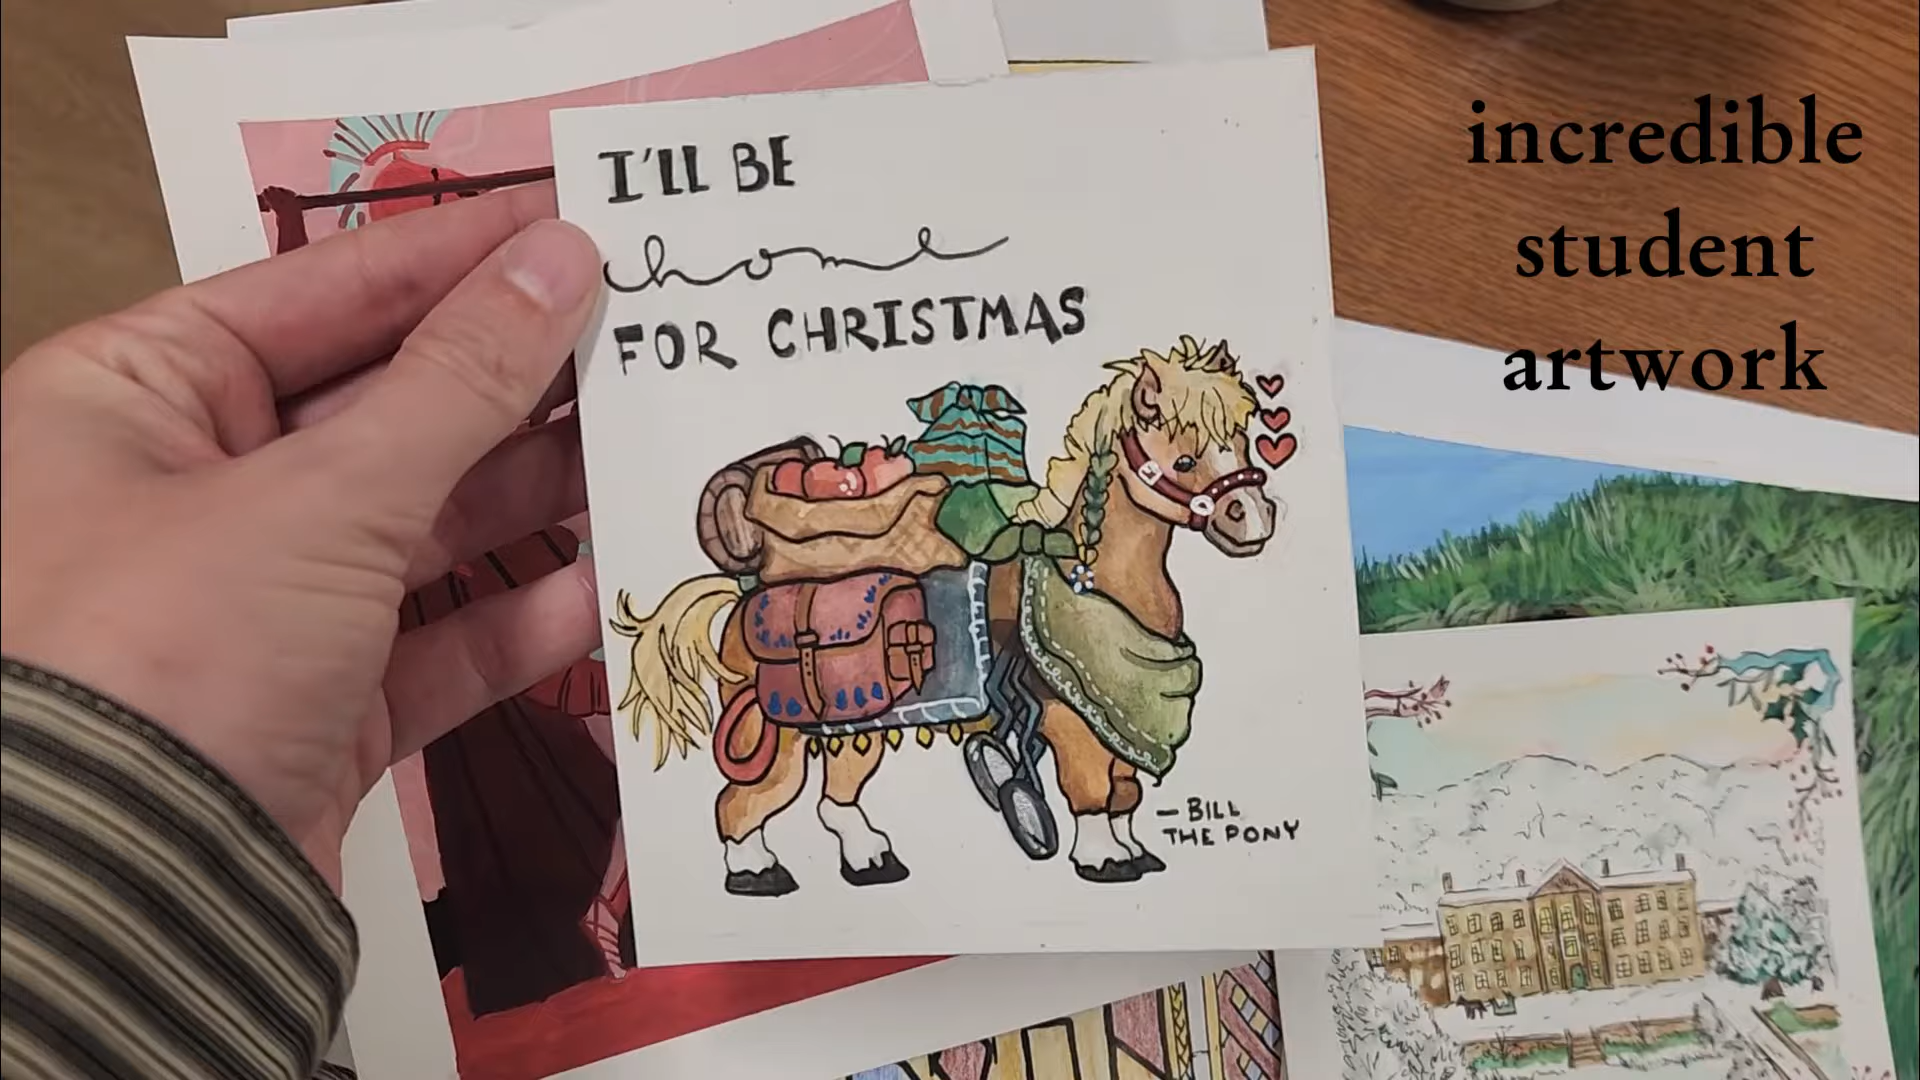 I'LL BE
home
FOR CHRISTMAS
— BILL
THE PONY
incredible
student
artwork